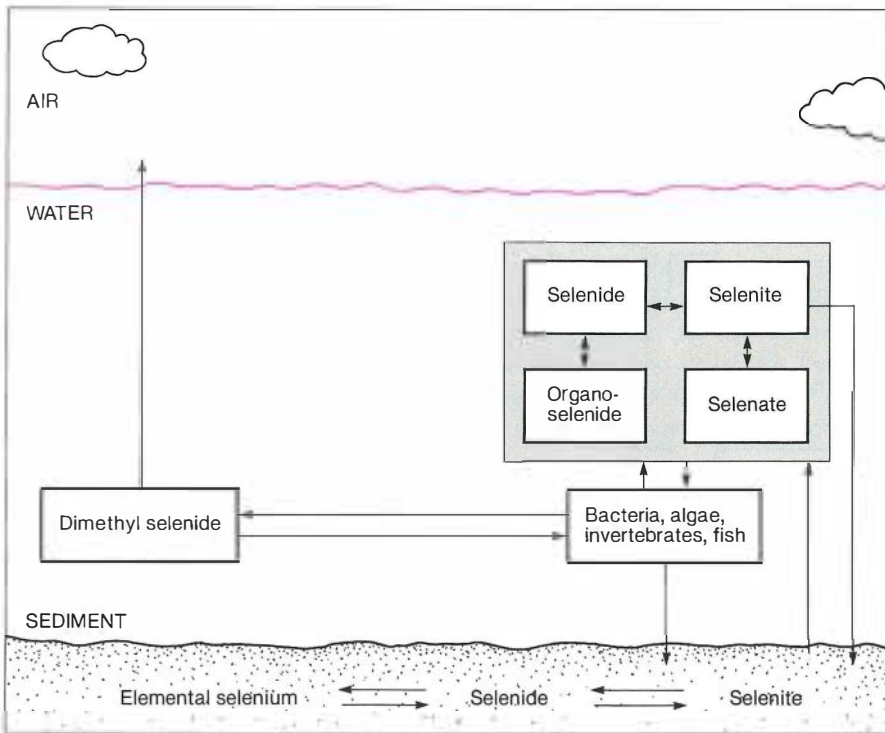 AIR
WATER
Selenide
Selenite
Organo-
selenide
Selenate
Dimethyl selenide
Bacteria, algae,
invertebrates, fish
SEDIMENT
Elemental selenium
Selenide
Selenite